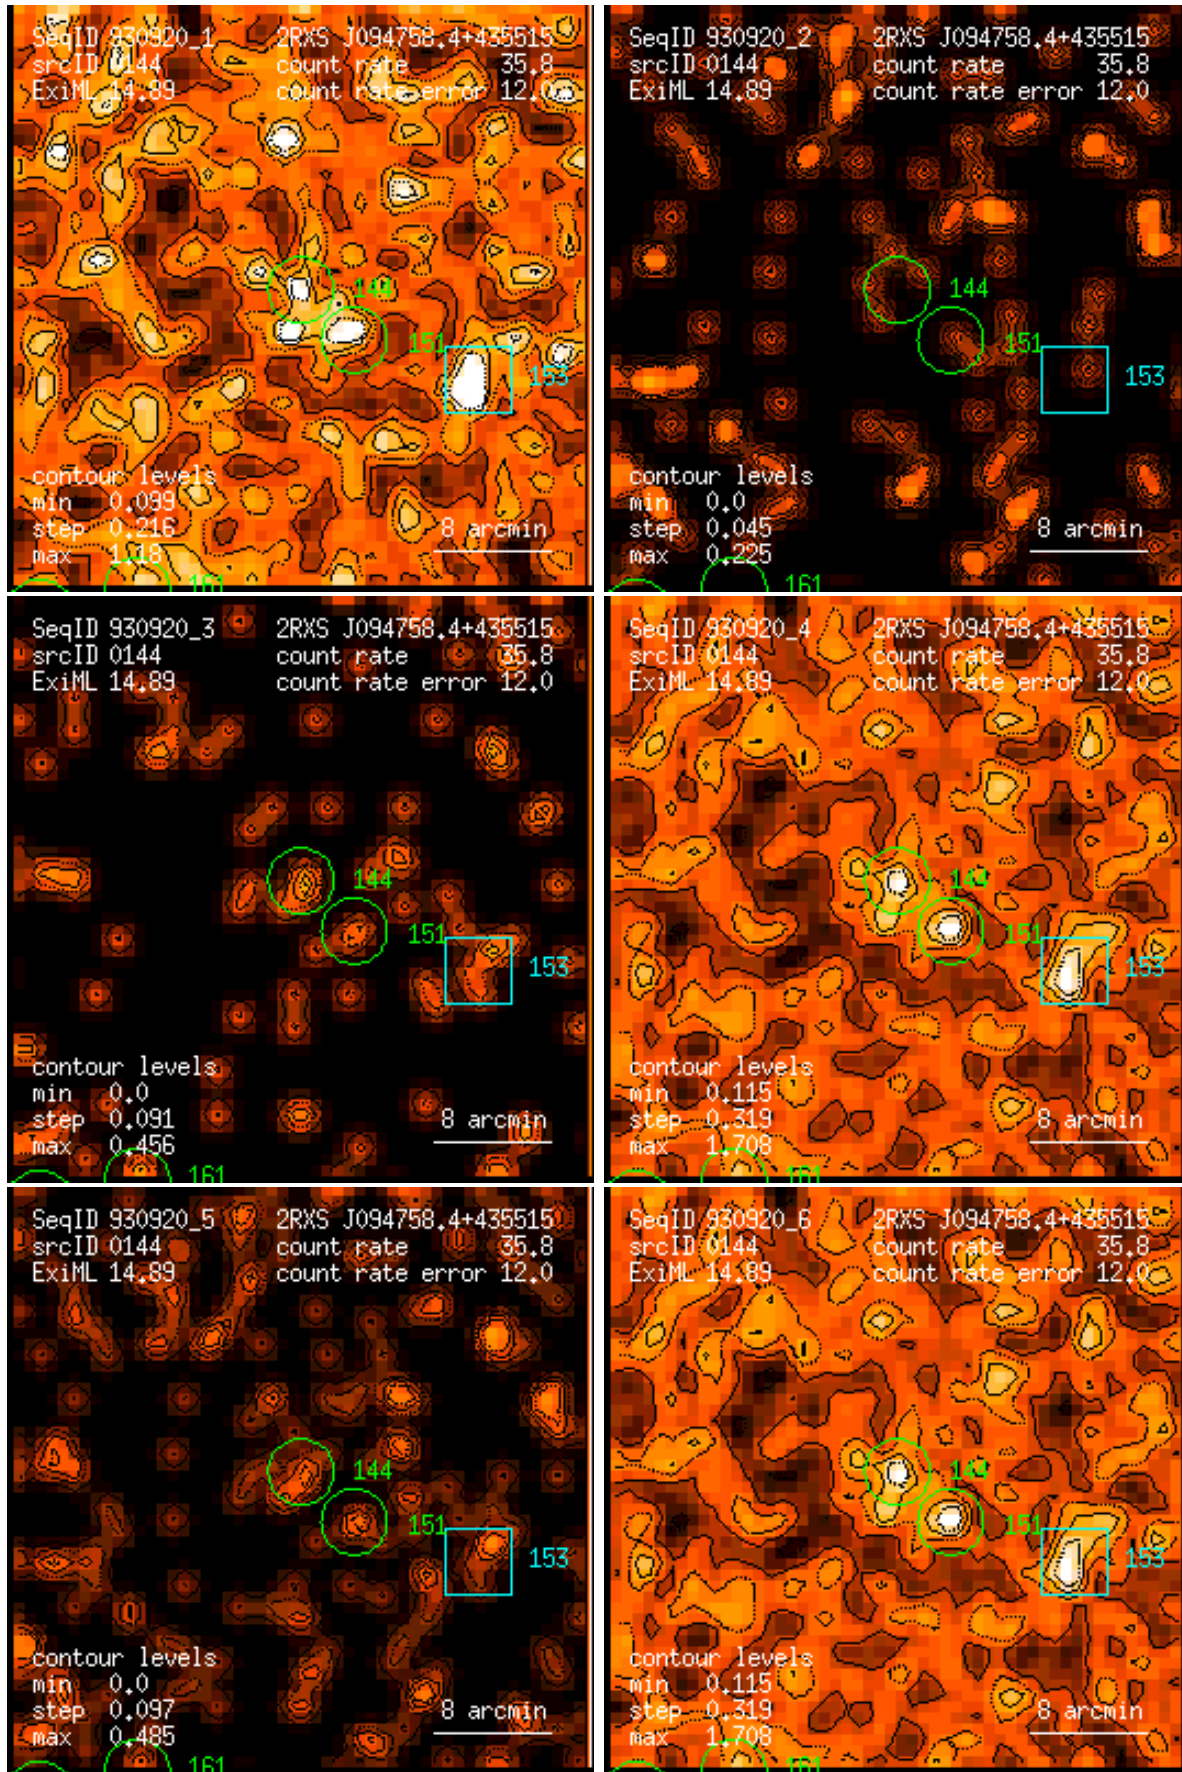 SeqID 930920_1 2RXS J094758.4+435515
srcID 0144 count rate 35.8
ExiML 14.89 count rate error 12.0
144
151
153
contour levels
min 0.099
step 0.216 8 arcmin
max 1.18
161
SeqID 930920_2 2RXS J094758.4+435515
srcID 0144 count rate 35.8
ExiML 14.89 count rate error 12.0
144
151
153
contour levels
min 0.0
step 0.045 8 arcmin
max 0.225
161
SeqID 930920_3 2RXS J094758.4+435515
srcID 0144 count rate 35.8
ExiML 14.89 count rate error 12.0
144
151
153
contour levels
min 0.0
step 0.091 8 arcmin
max 0.456
161
SeqID 930920_4 2RXS J094758.4+435515
srcID 0144 count rate 35.8
ExiML 14.89 count rate error 12.0
144
151
153
contour levels
min 0.115
step 0.319 8 arcmin
max 1.708
161
SeqID 930920_5 2RXS J094758.4+435515
srcID 0144 count rate 35.8
ExiML 14.89 count rate error 12.0
144
151
153
contour levels
min 0.0
step 0.097 8 arcmin
max 0.485
161
SeqID 930920_6 2RXS J094758.4+435515
srcID 0144 count rate 35.8
ExiML 14.89 count rate error 12.0
144
151
153
contour levels
min 0.115
step 0.319 8 arcmin
max 1.708
161